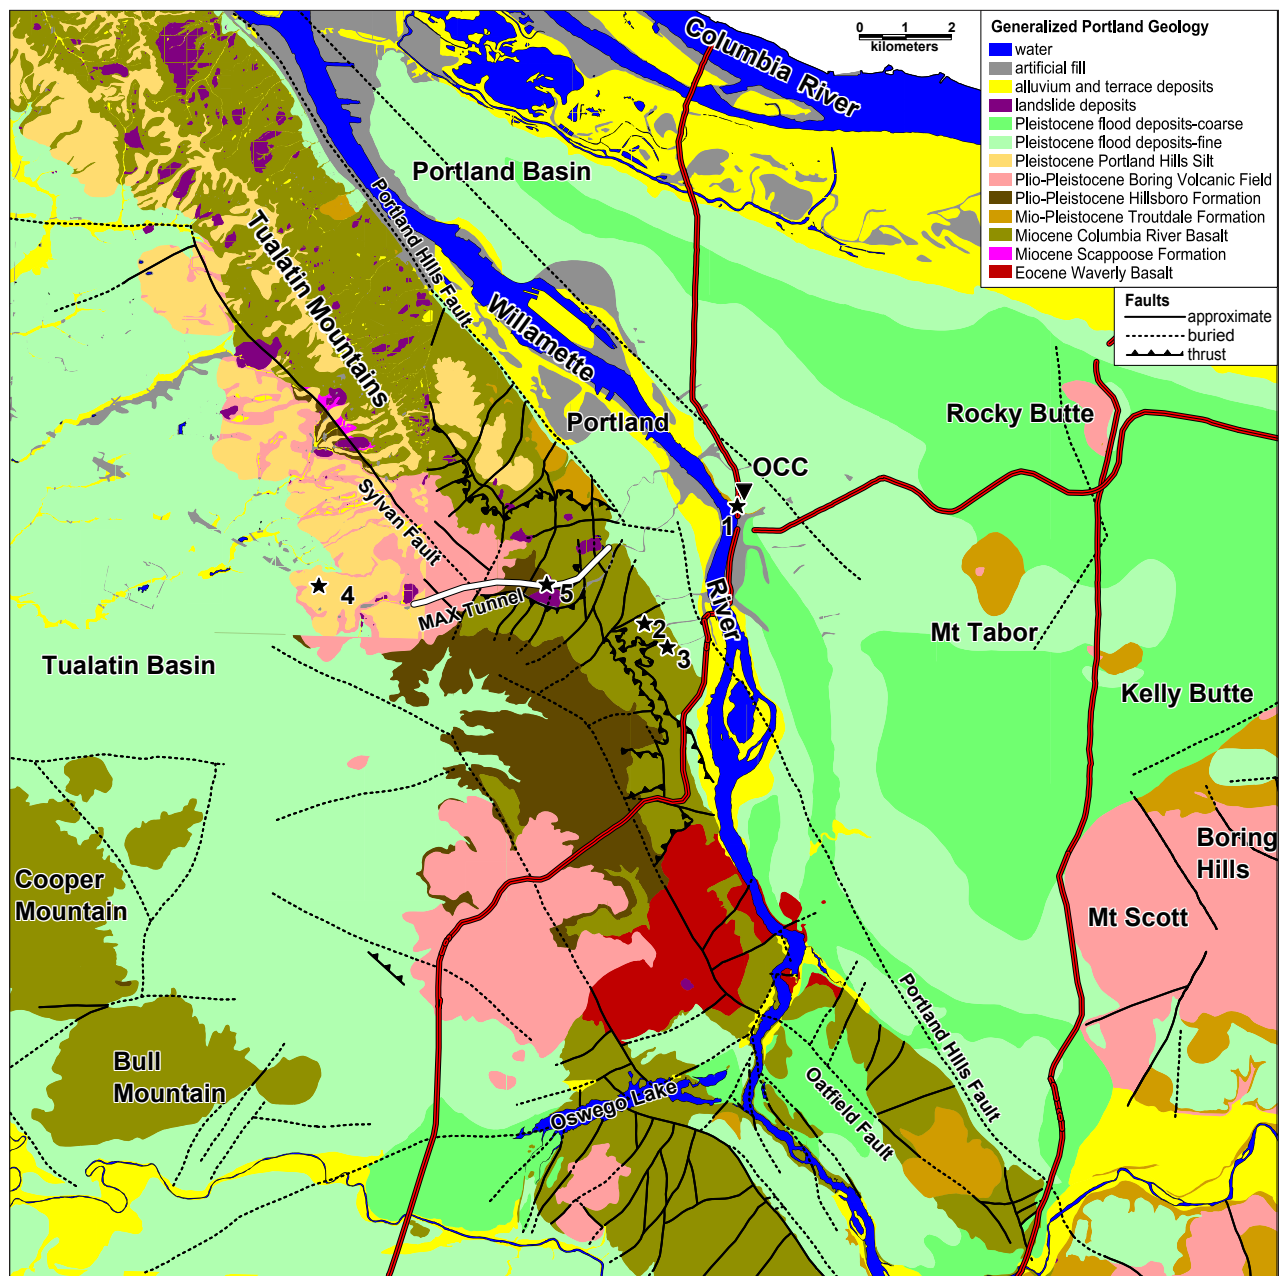 0 1 2
kilometers
Columbia River
Generalized Portland Geology
water
artificial fill
alluvium and terrace deposits
landslide deposits
Pleistocene flood deposits-coarse
Pleistocene flood deposits-fine
Pleistocene Portland Hills Silt
Plio-Pleistocene Boring Volcanic Field
Plio-Pleistocene Hillsboro Formation
Mio-Pleistocene Troutdale Formation
Miocene Columbia River Basalt
Miocene Scappoose Formation
Eocene Waverly Basalt
Faults
approximate
buried
thrust
Portland Basin
Portland Hills Fault
Tualatin Mountains
Willamette
Portland
Rocky Butte
OCC
1
Sylvan Fault
4
MAX Tunnel
5
River
2
3
Mt Tabor
Tualatin Basin
Kelly Butte
Boring
Hills
Cooper
Mountain
Mt Scott
Portland Hills Fault
Bull
Mountain
Oswego Lake
Oatfield Fault